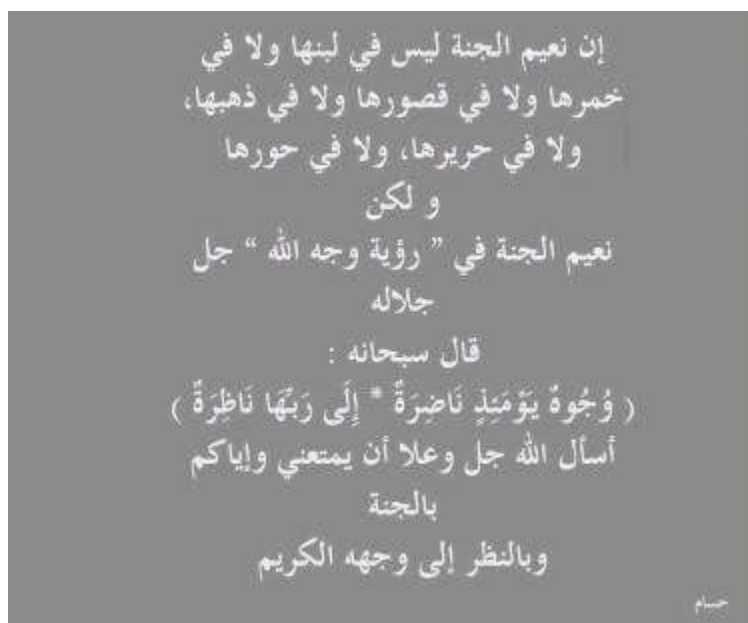 إن نعيم الجنة ليس في لبنها ولا في
خمرها ولا في قصورها ولا في ذهبها،
ولا في حريرها، ولا في حورها
و لكن
نعيم الجنة في ” رؤية وجه الله “ جل
جلاله
قال سبحانه :
( وُجُوهٌ يَوْمَئِذٍ نَاضِرَةٌ * إِلَى رَبِّهَا نَاظِرَةٌ )
أسأل الله جل وعلا أن يمتعني وإياكم
بالجنة
وبالنظر إلى وجهه الكريم
حسام